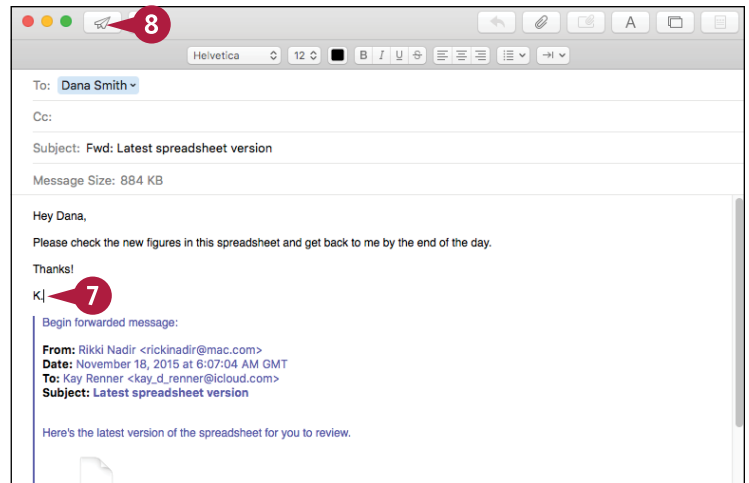 8
A
Helvetica 12 B I U S
To: Dana Smith
Cc:
Subject: Fwd: Latest spreadsheet version
Message Size: 884 KB
Hey Dana,
Please check the new figures in this spreadsheet and get back to me by the end of the day.
Thanks!
K. 7
Begin forwarded message:
From: Rikki Nadir <rickinadir@mac.com>
Date: November 18, 2015 at 6:07:04 AM GMT
To: Kay Renner <kay_d_renner@icloud.com>
Subject: Latest spreadsheet version
Here's the latest version of the spreadsheet for you to review.